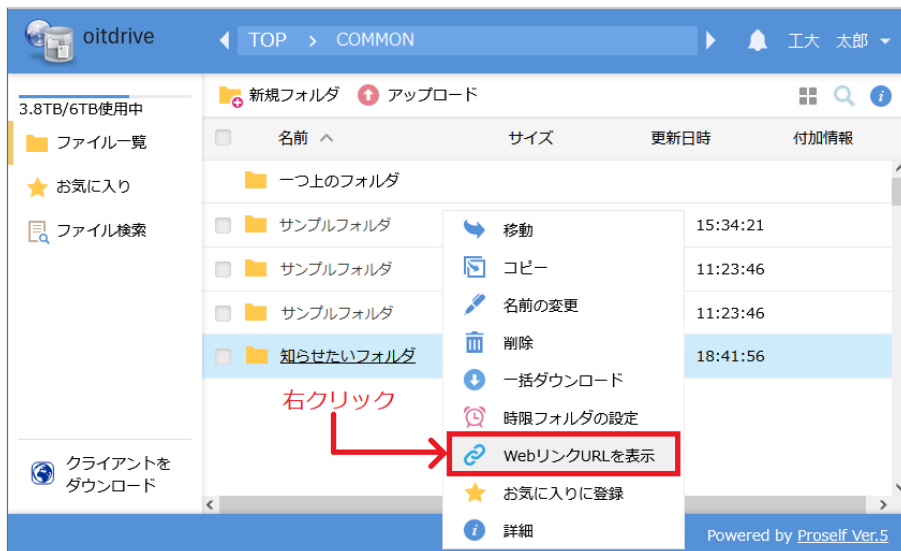 oitdrive
TOP > COMMON
工大 太郎
3.8TB/6TB使用中
ファイル一覧
お気に入り
ファイル検索
クライアントを
ダウンロード
新規フォルダ アップロード
名前 サイズ 更新日時 付加情報
一つ上のフォルダ
サンプルフォルダ 15:34:21
サンプルフォルダ 11:23:46
サンプルフォルダ 11:23:46
知らせたいフォルダ 18:41:56
右クリック
移動
コピー
名前の変更
削除
一括ダウンロード
時限フォルダの設定
WebリンクURLを表示
お気に入りに登録
詳細
Powered by Proself Ver.5